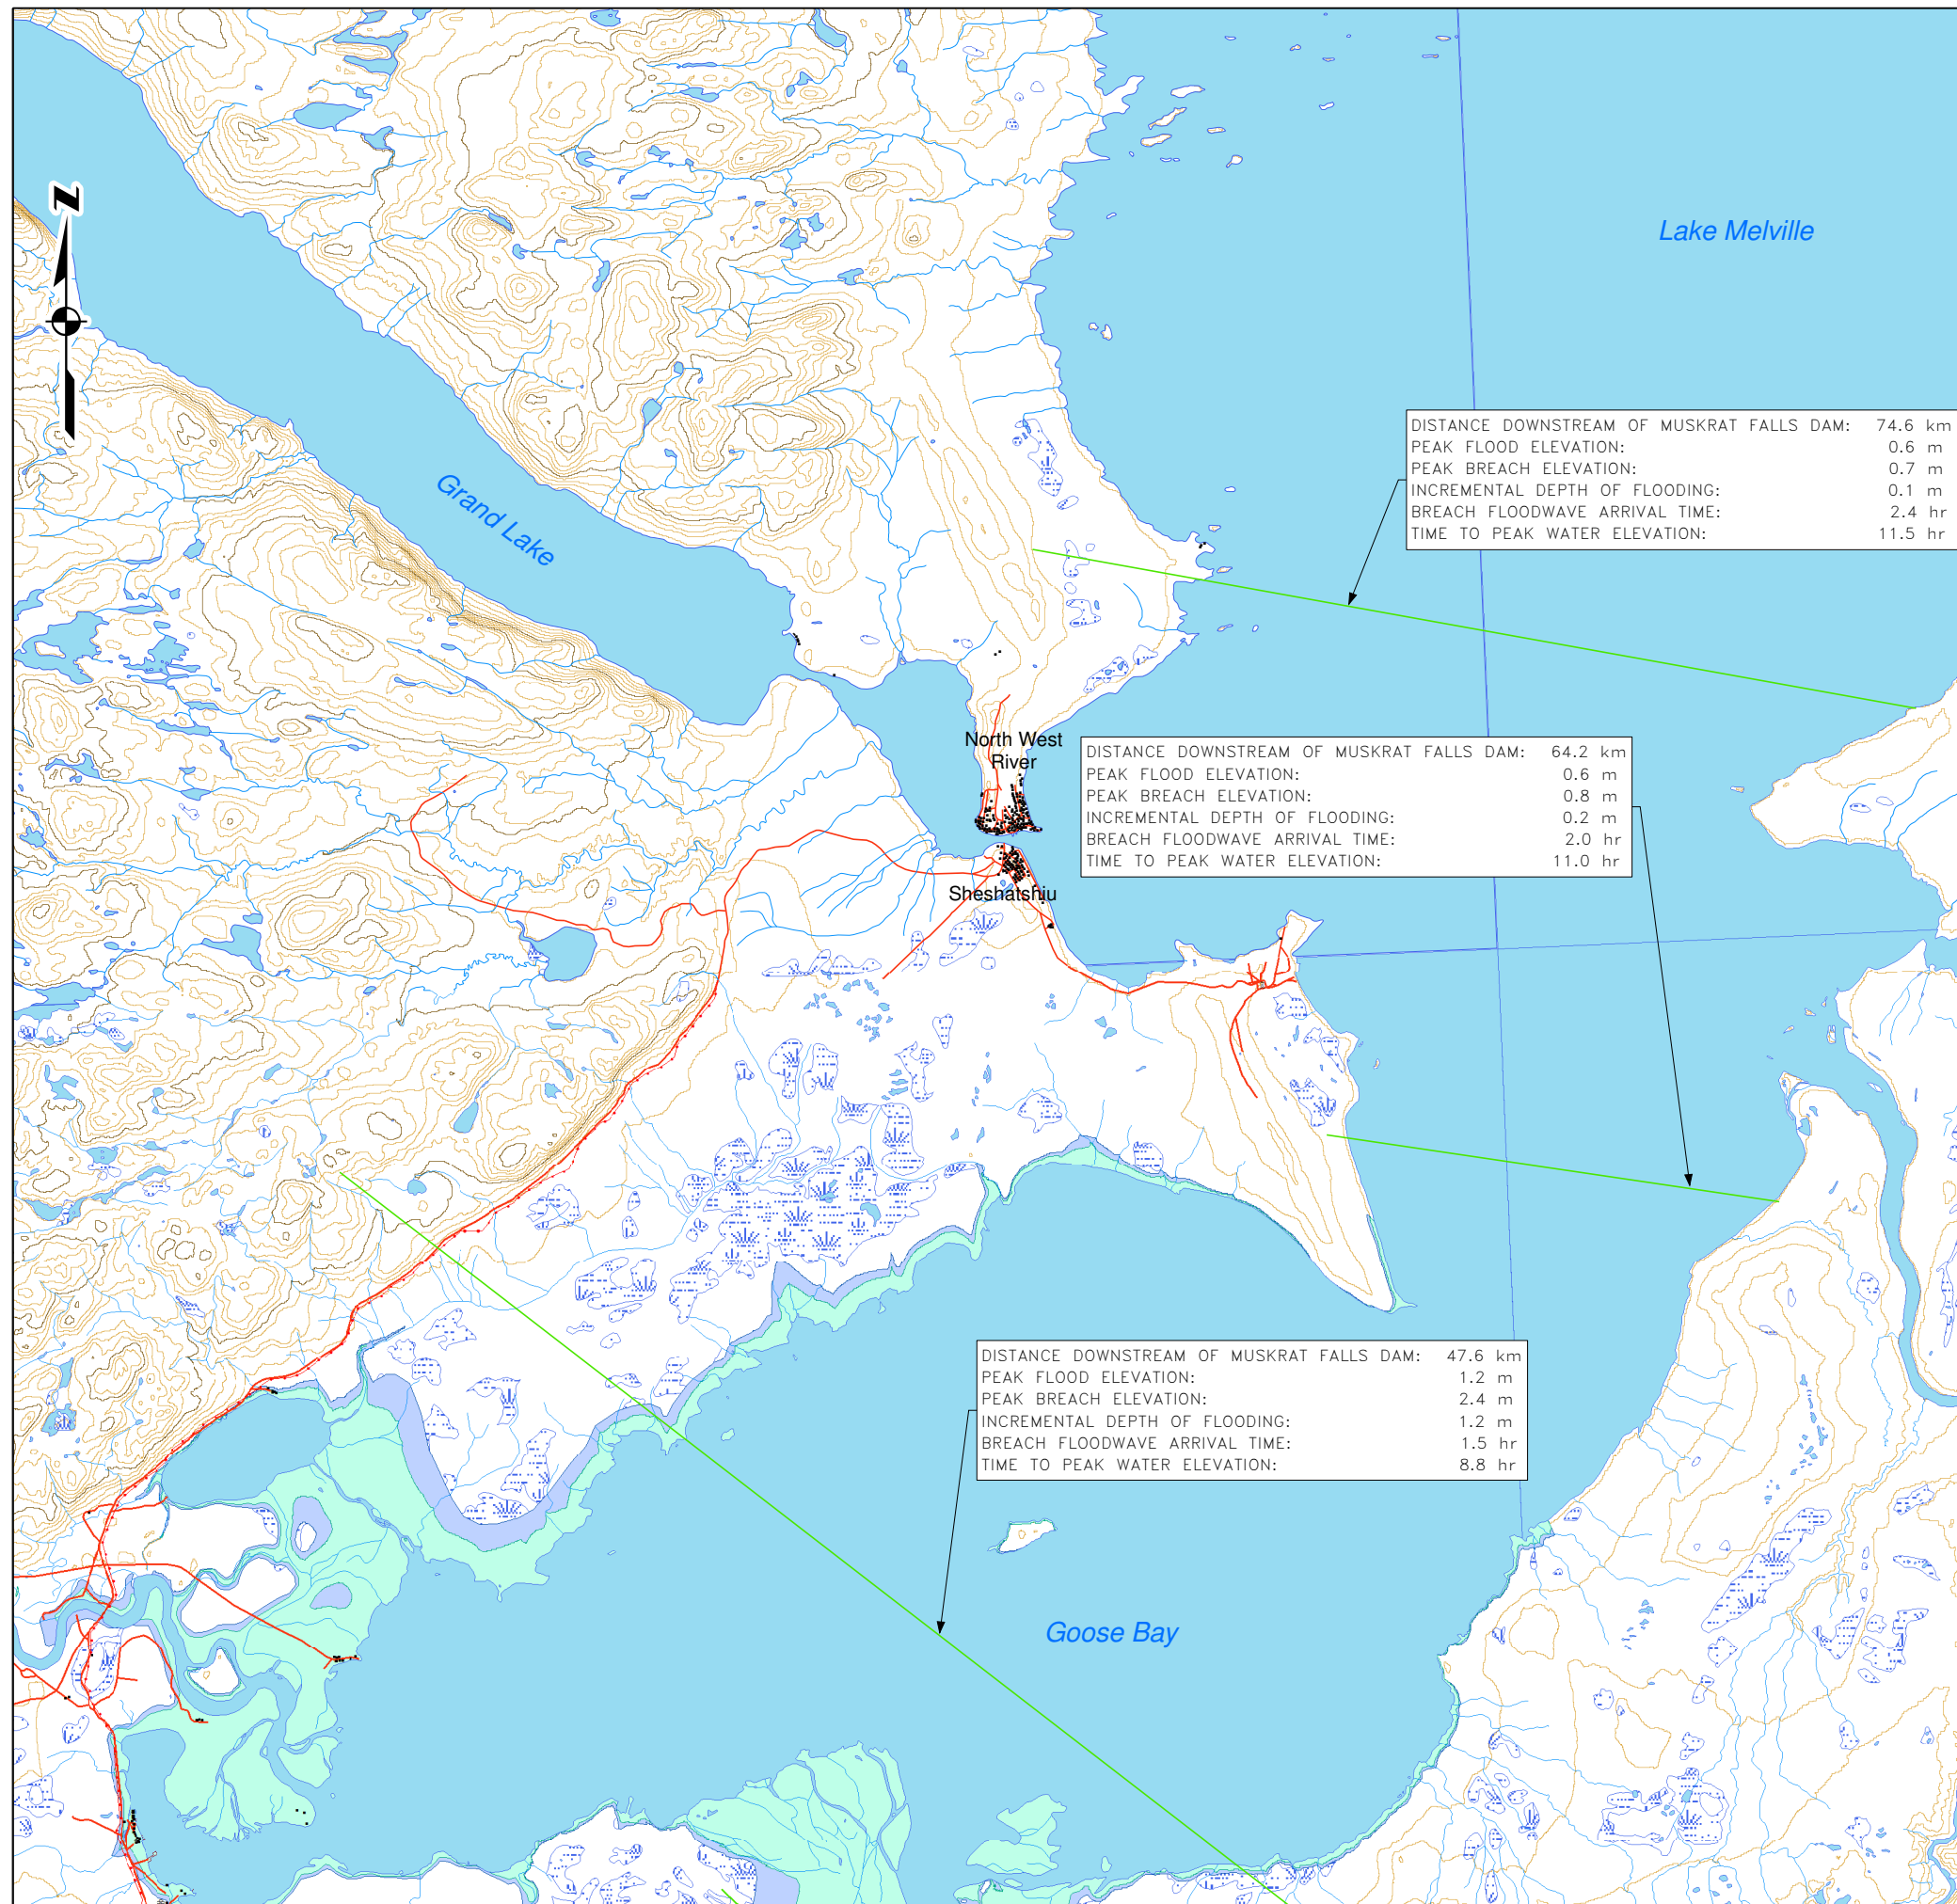 N
Lake Melville
DISTANCE DOWNSTREAM OF MUSKRAT FALLS DAM: 74.6 km
PEAK FLOOD ELEVATION: 0.6 m
PEAK BREACH ELEVATION: 0.7 m
INCREMENTAL DEPTH OF FLOODING: 0.1 m
BREACH FLOODWAVE ARRIVAL TIME: 2.4 hr
TIME TO PEAK WATER ELEVATION: 11.5 hr
Grand Lake
North West
River
DISTANCE DOWNSTREAM OF MUSKRAT FALLS DAM: 64.2 km
PEAK FLOOD ELEVATION: 0.6 m
PEAK BREACH ELEVATION: 0.8 m
INCREMENTAL DEPTH OF FLOODING: 0.2 m
BREACH FLOODWAVE ARRIVAL TIME: 2.0 hr
TIME TO PEAK WATER ELEVATION: 11.0 hr
Sheshatshiu
DISTANCE DOWNSTREAM OF MUSKRAT FALLS DAM: 47.6 km
PEAK FLOOD ELEVATION: 1.2 m
PEAK BREACH ELEVATION: 2.4 m
INCREMENTAL DEPTH OF FLOODING: 1.2 m
BREACH FLOODWAVE ARRIVAL TIME: 1.5 hr
TIME TO PEAK WATER ELEVATION: 8.8 hr
Goose Bay